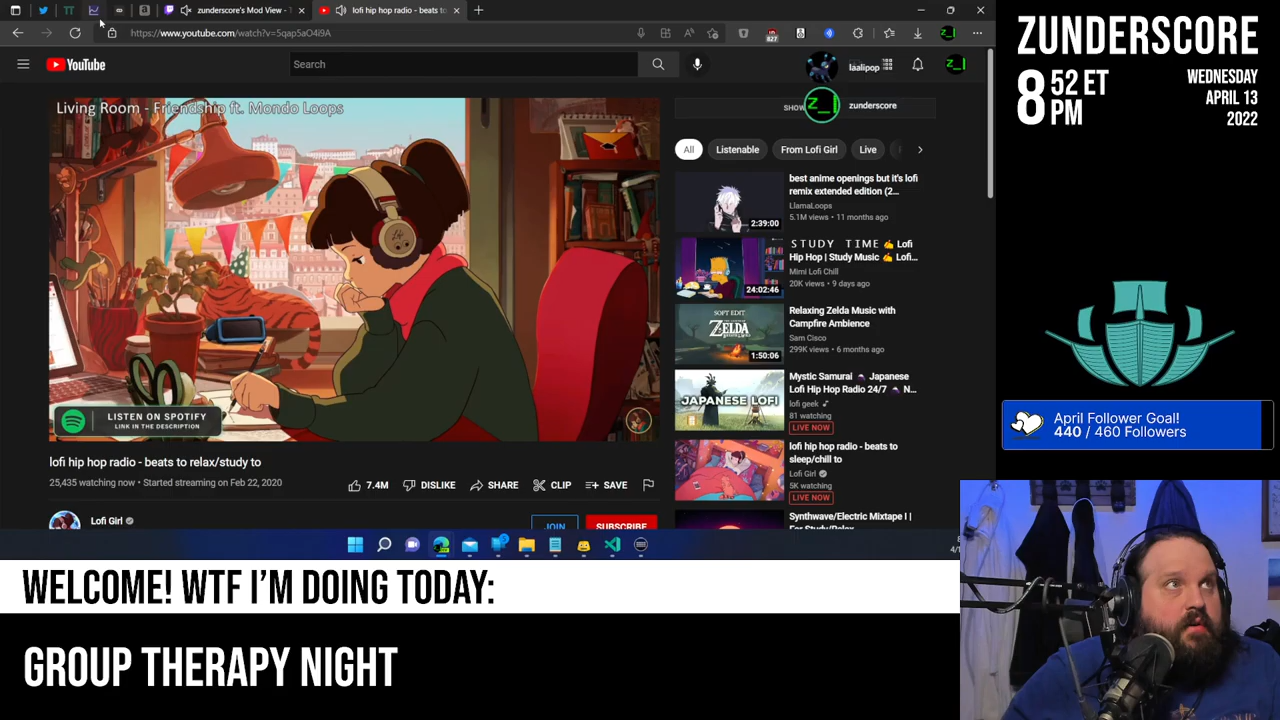 zunderscore's Mod View - T
lofi hip hop radio - beats to
https://www.youtube.com/watch?v=5qap5aO4i9A
827
YouTube
Search
laalipop
zunderscore
Living Room - Friendship ft. Mondo Loops
LISTEN ON SPOTIFY
LINK IN THE DESCRIPTION
lofi hip hop radio - beats to relax/study to
25,435 watching now • Started streaming on Feb 22, 2020
7.4M DISLIKE SHARE CLIP SAVE
Lofi Girl
JOIN SUBSCRIBE
All Listenable From Lofi Girl Live
best anime openings but it's lofi
remix extended edition (2...
LlamaLoops
5.1M views • 11 months ago
2:39:00
STUDY TIME ✍ Lofi
Hip Hop | Study Music ✍ Lofi...
Mimi Lofi Chill
20K views • 9 days ago
24:02:46
SOFT EDIT
ZELDA
Relaxing Zelda Music with
Campfire Ambience
Sam Cisco
299K views • 6 months ago
1:50:06
JAPANESE LOFI
Mystic Samurai Japanese
Lofi Hip Hop Radio 24/7 N...
lofi geek
81 watching
LIVE NOW
lofi hip hop radio - beats to
sleep/chill to
Lofi Girl
5K watching
LIVE NOW
Synthwave/Electric Mixtape I |
ZUNDERSCORE
8 52 ET
PM
WEDNESDAY
APRIL 13
2022
April Follower Goal!
440 / 460 Followers
WELCOME! WTF I'M DOING TODAY:
GROUP THERAPY NIGHT